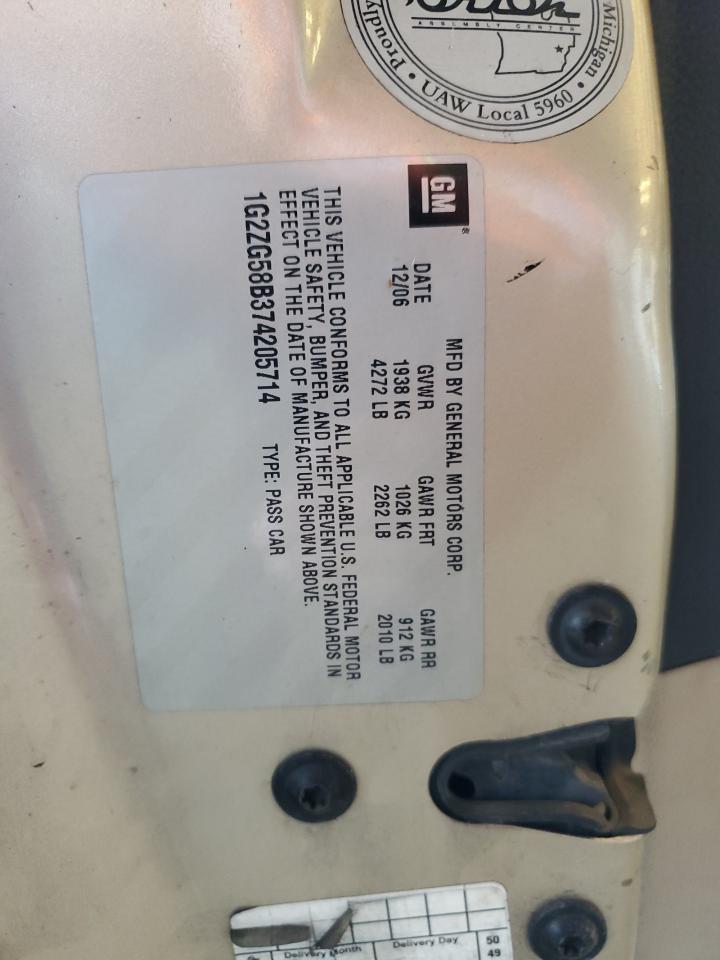 ASSEMBLY CENTER
Proudly
Michigan
• UAW Local 5960 •
GM®
MFD BY GENERAL MOTORS CORP.
DATE GVWR GAWR FRT GAWR RR
12/06 1938 KG 1026 KG 912 KG
4272 LB 2262 LB 2010 LB
THIS VEHICLE CONFORMS TO ALL APPLICABLE U.S. FEDERAL MOTOR
VEHICLE SAFETY, BUMPER, AND THEFT PREVENTION STANDARDS IN
EFFECT ON THE DATE OF MANUFACTURE SHOWN ABOVE.
1G2ZG58B374205714 TYPE: PASS CAR
Delivery Month Delivery Day 50
49